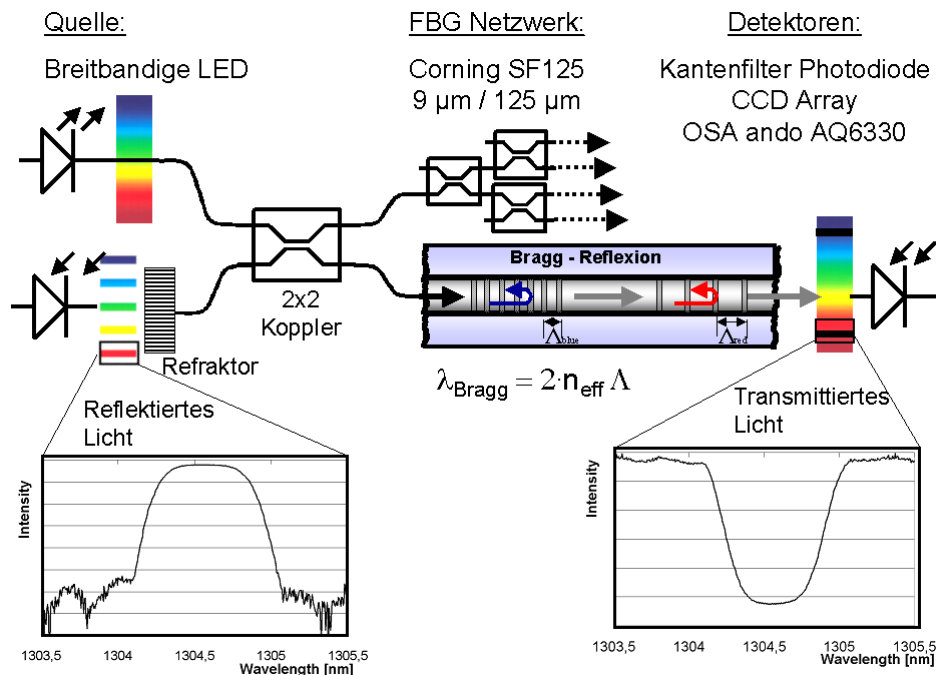 Quelle:
Breitbandige LED
FBG Netzwerk:
Corning SF125
9 µm / 125 µm
Detektoren:
Kantenfilter Photodiode
CCD Array
OSA ando AQ6330
2x2
Koppler
Refraktor
Bragg - Reflexion
Λblue
Λred
λBragg = 2·neff Λ
Reflektiertes
Licht
Transmittiertes
Licht
Intensity
1303,5 1304 1304,5 1305 1305,5
Wavelength [nm]
Intensity
1303,5 1304 1304,5 1305 1305,5
Wavelength [nm]